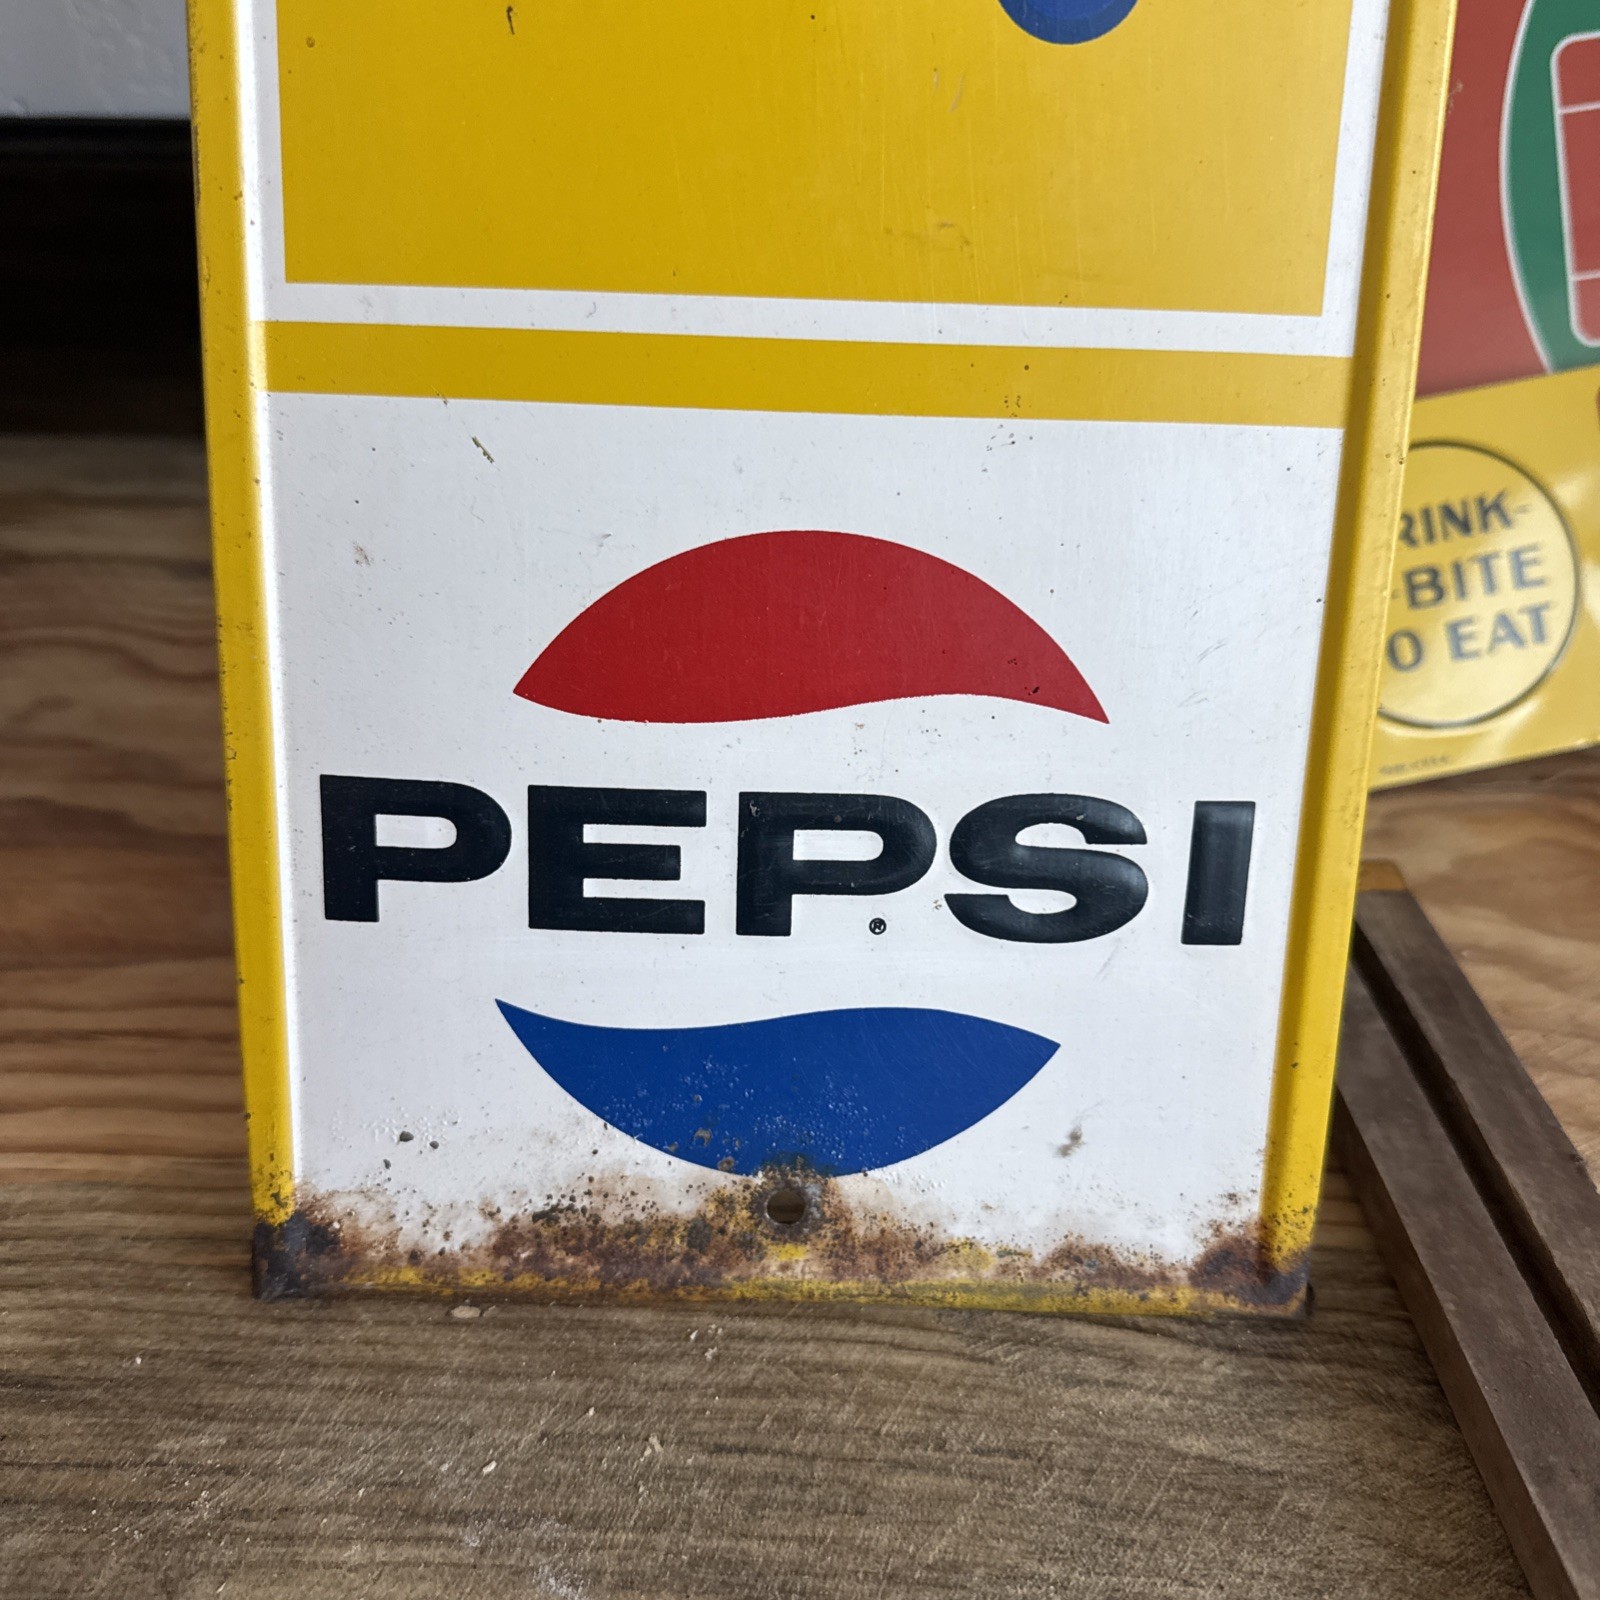 PEPSI
®
RINK-
-BITE
O EAT